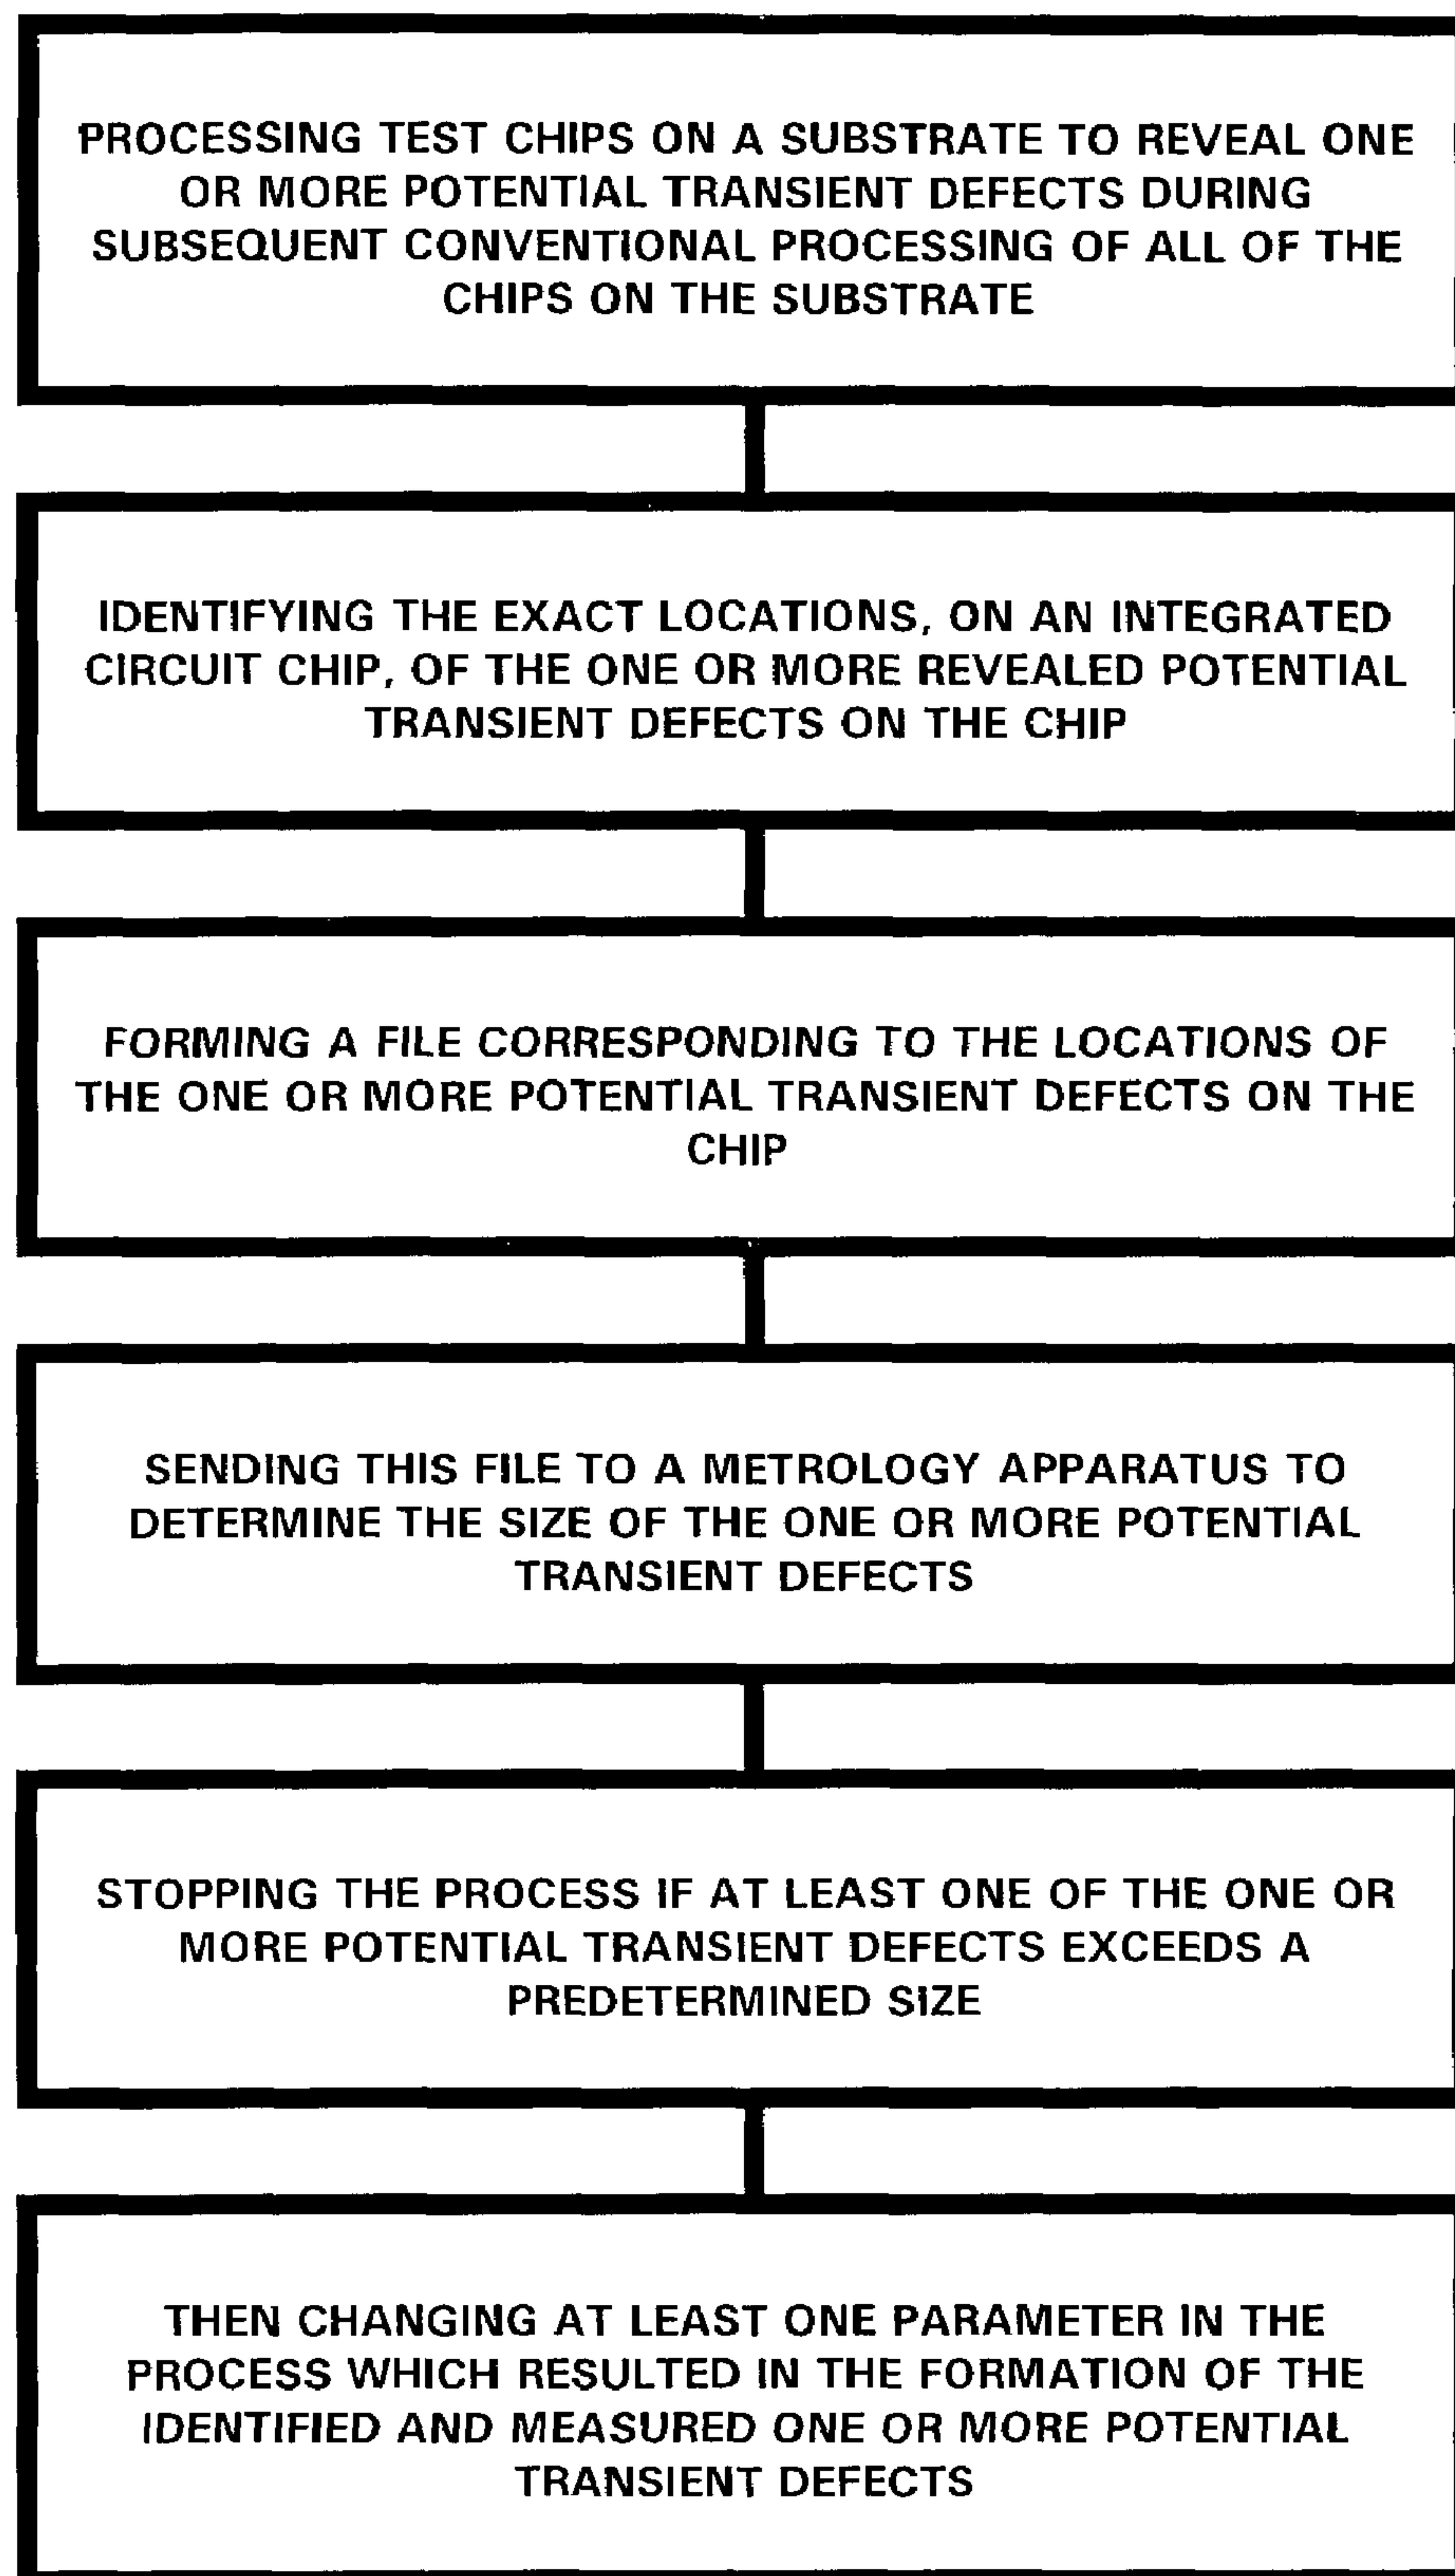 PROCESSING TEST CHIPS ON A SUBSTRATE TO REVEAL ONE
OR MORE POTENTIAL TRANSIENT DEFECTS DURING
SUBSEQUENT CONVENTIONAL PROCESSING OF ALL OF THE
CHIPS ON THE SUBSTRATE
IDENTIFYING THE EXACT LOCATIONS, ON AN INTEGRATED
CIRCUIT CHIP, OF THE ONE OR MORE REVEALED POTENTIAL
TRANSIENT DEFECTS ON THE CHIP
FORMING A FILE CORRESPONDING TO THE LOCATIONS OF
THE ONE OR MORE POTENTIAL TRANSIENT DEFECTS ON THE
CHIP
SENDING THIS FILE TO A METROLOGY APPARATUS TO
DETERMINE THE SIZE OF THE ONE OR MORE POTENTIAL
TRANSIENT DEFECTS
STOPPING THE PROCESS IF AT LEAST ONE OF THE ONE OR
MORE POTENTIAL TRANSIENT DEFECTS EXCEEDS A
PREDETERMINED SIZE
THEN CHANGING AT LEAST ONE PARAMETER IN THE
PROCESS WHICH RESULTED IN THE FORMATION OF THE
IDENTIFIED AND MEASURED ONE OR MORE POTENTIAL
TRANSIENT DEFECTS